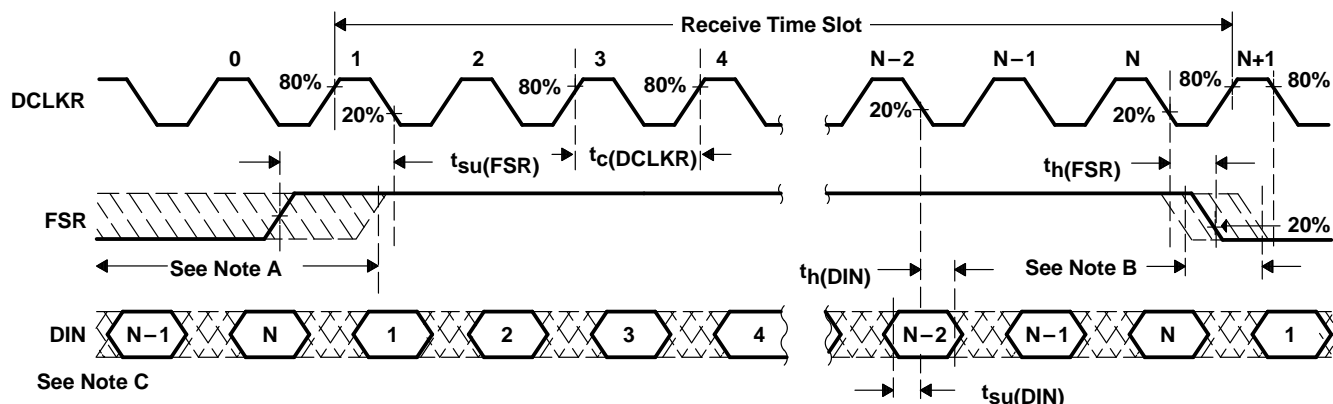 Receive Time Slot
0 1 2 3 4 N−2 N−1 N N+1
DCLKR 80% 20% 80% 80% 20% 20% 80% 80%
tsu(FSR) tc(DCLKR) th(FSR)
FSR 20%
See Note A th(DIN) See Note B
DIN N−1 N 1 2 3 4 N−2 N−1 N 1
See Note C
tsu(DIN)